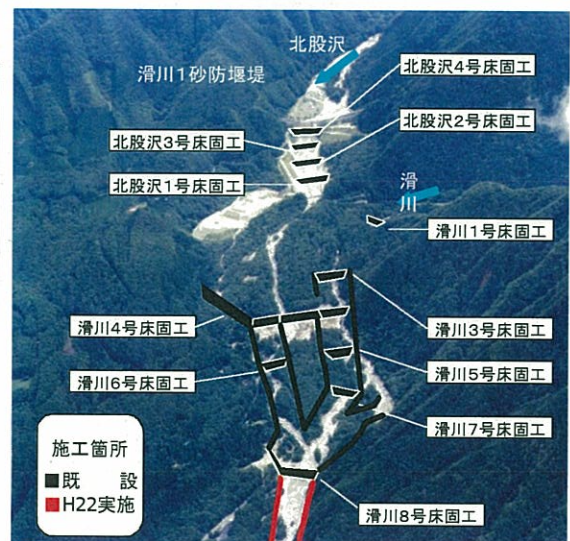 北股沢
滑川1砂防堰堤
北股沢4号床固工
北股沢2号床固工
北股沢3号床固工
北股沢1号床固工
滑川
滑川1号床固工
滑川4号床固工
滑川3号床固工
滑川6号床固工
滑川5号床固工
滑川7号床固工
施工箇所
既 設
H22実施
滑川8号床固工